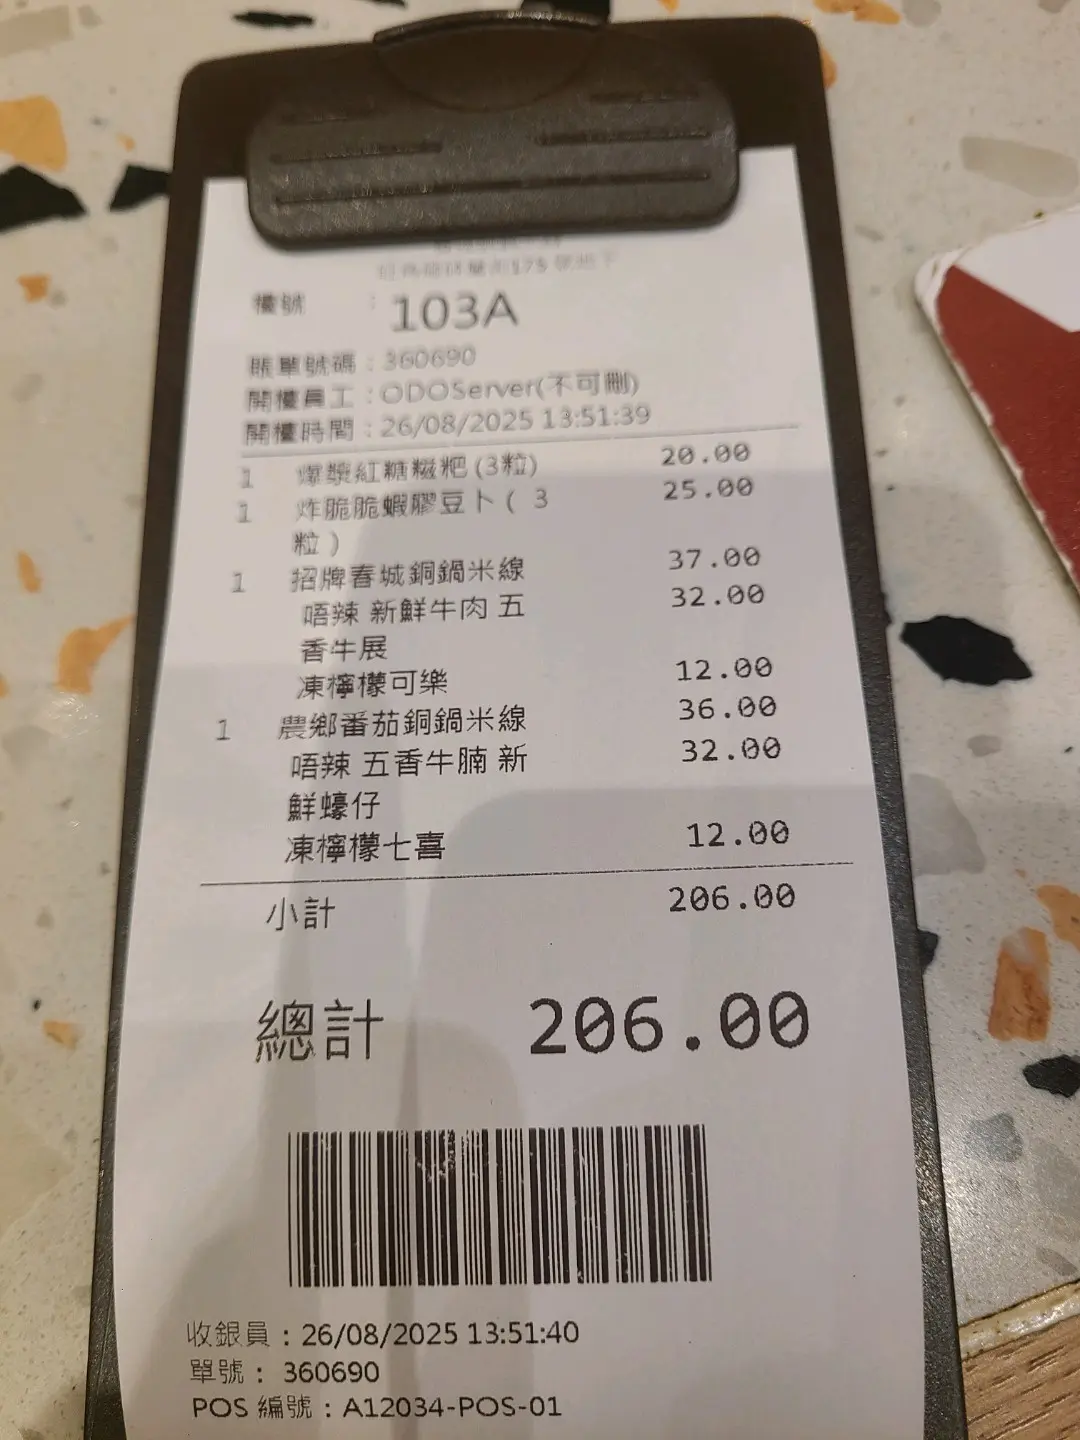 175
檯號 : 103A
賬單號碼 : 360690
開檯員工 : ODOServer(不可刪)
開檯時間 : 26/08/2025 13:51:39
1 爆漿紅糖糍粑 (3粒) 20.00
1 炸脆脆蝦膠豆卜 ( 3 25.00
粒 )
1 招牌春城銅鍋米線 37.00
唔辣 新鮮牛肉 五 32.00
香牛展
凍檸檬可樂 12.00
1 農鄉番茄銅鍋米線 36.00
唔辣 五香牛腩 新 32.00
鮮蠔仔
凍檸檬七喜 12.00
小計 206.00
總計 206.00
收銀員 : 26/08/2025 13:51:40
單號 : 360690
POS 編號 : A12034-POS-01